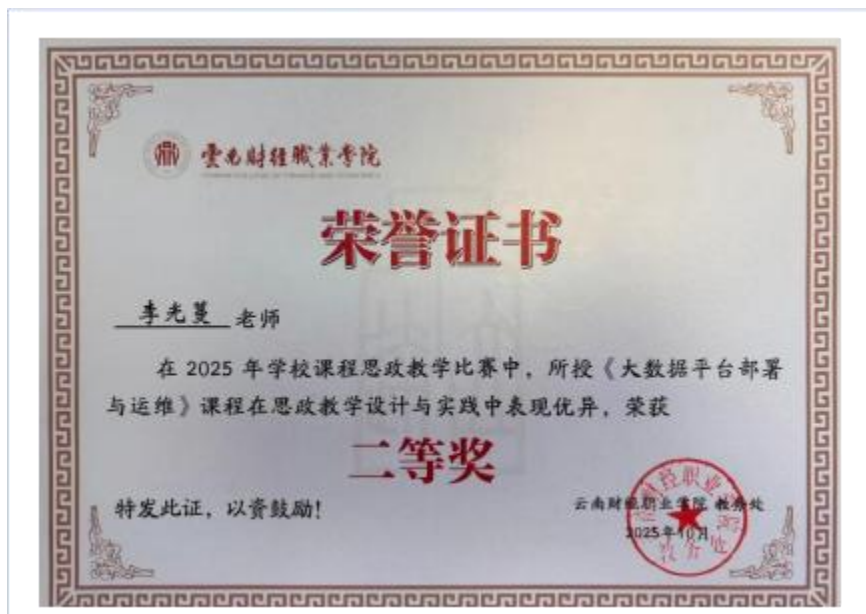 雲南财经職業学院
荣誉证书
李光蔓 老师
在 2025 年学校课程思政教学比赛中，所授《大数据平台部署
与运维》课程在思政教学设计与实践中表现优异，荣获
二等奖
特发此证，以资鼓励！
云南财经职业学院 教务处
2025年10月